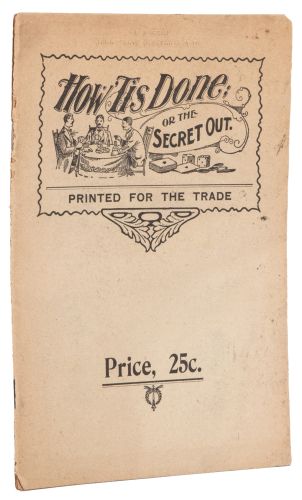 How 'Tis Done;
OR THE
SECRET OUT.
PRINTED FOR THE TRADE
Price, 25c.